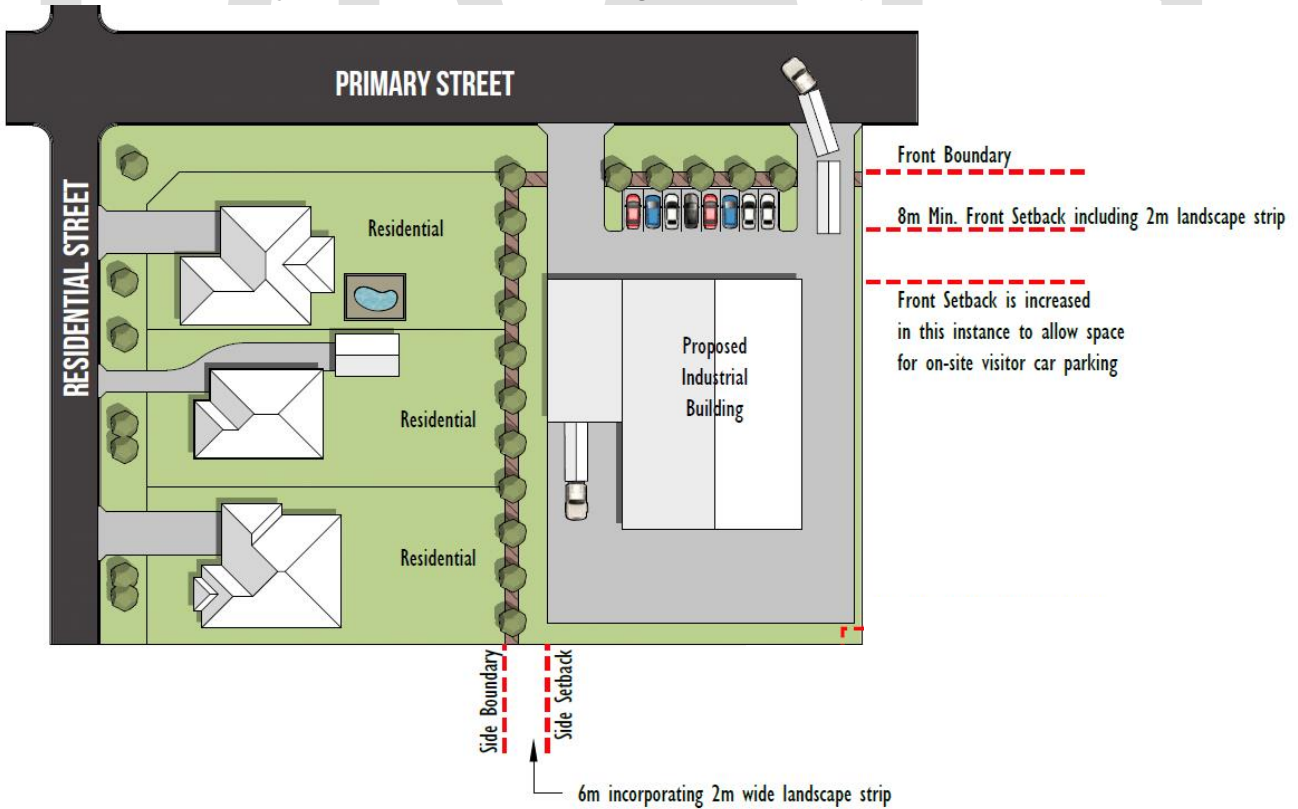 PRIMARY STREET
Front Boundary
RESIDENTIAL STREET
Residential
8m Min. Front Setback including 2m landscape strip
Front Setback is increased
in this instance to allow space
for on-site visitor car parking
Proposed
Industrial
Building
Residential
Residential
Side Boundary
Side Setback
6m incorporating 2m wide landscape strip